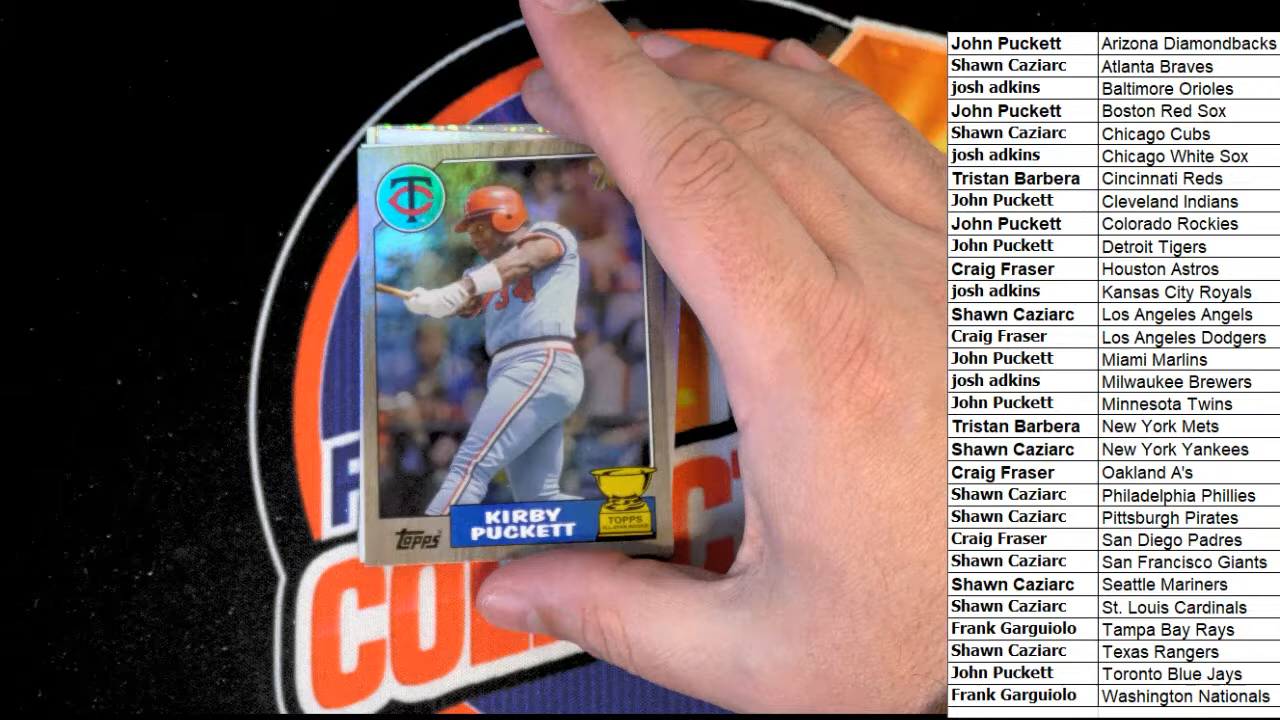 TC
34
KIRBY
PUCKETT
topps
TOPPS
John Puckett Arizona Diamondbacks
Shawn Caziarc Atlanta Braves
josh adkins Baltimore Orioles
John Puckett Boston Red Sox
Shawn Caziarc Chicago Cubs
josh adkins Chicago White Sox
Tristan Barbera Cincinnati Reds
John Puckett Cleveland Indians
John Puckett Colorado Rockies
John Puckett Detroit Tigers
Craig Fraser Houston Astros
josh adkins Kansas City Royals
Shawn Caziarc Los Angeles Angels
Craig Fraser Los Angeles Dodgers
John Puckett Miami Marlins
josh adkins Milwaukee Brewers
John Puckett Minnesota Twins
Tristan Barbera New York Mets
Shawn Caziarc New York Yankees
Craig Fraser Oakland A's
Shawn Caziarc Philadelphia Phillies
Shawn Caziarc Pittsburgh Pirates
Craig Fraser San Diego Padres
Shawn Caziarc San Francisco Giants
Shawn Caziarc Seattle Mariners
Shawn Caziarc St. Louis Cardinals
Frank Garguiolo Tampa Bay Rays
Shawn Caziarc Texas Rangers
John Puckett Toronto Blue Jays
Frank Garguiolo Washington Nationals